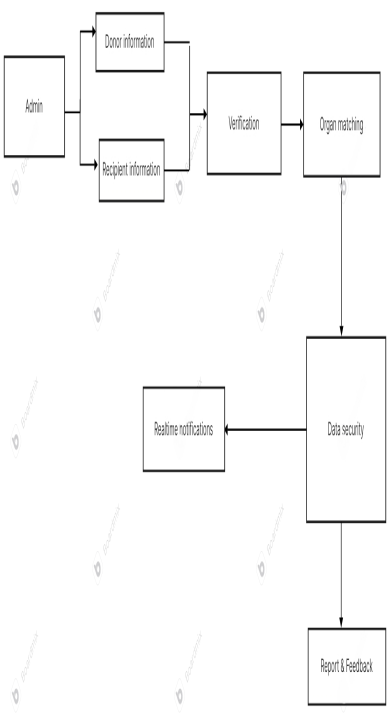 Donor information
Admin
Recipient information
Verification
Organ matching
Realtime notifications
Data security
Report & Feedback